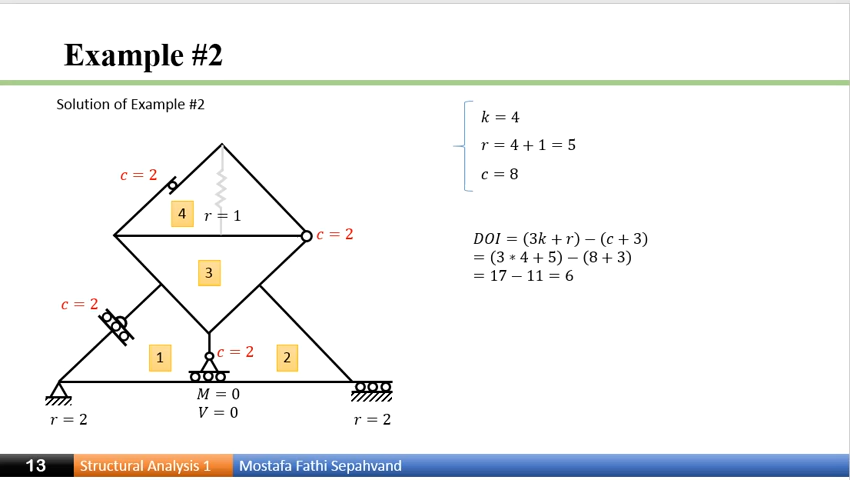 Example #2
Solution of Example #2
c = 2
4
r = 1
c = 2
3
c = 2
1
c = 2
2
M = 0
V = 0
r = 2
r = 2
k = 4
r = 4 + 1 = 5
c = 8
DOI = (3k + r) − (c + 3)
= (3 ∗ 4 + 5) − (8 + 3)
= 17 − 11 = 6
13
Structural Analysis 1
Mostafa Fathi Sepahvand